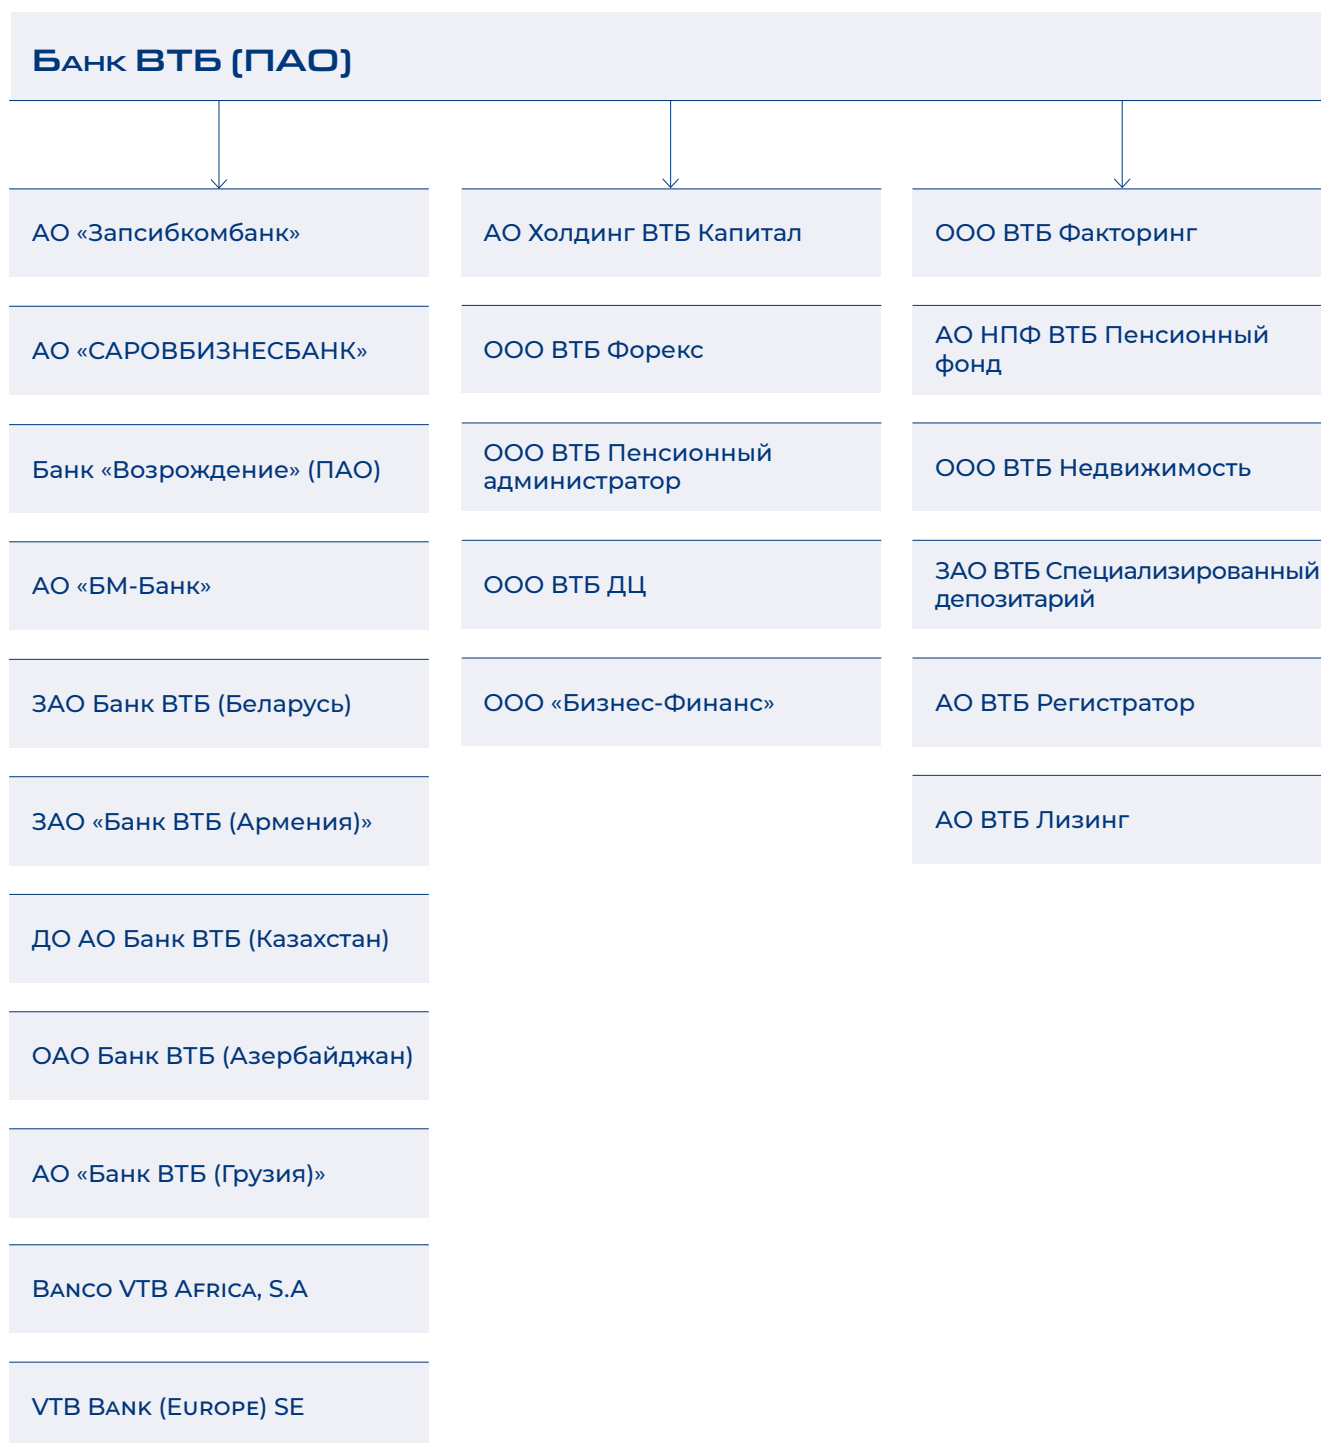 Банк ВТБ (ПАО)
АО «Запсибкомбанк»
АО «САРОВБИЗНЕСБАНК»
Банк «Возрождение» (ПАО)
АО «БМ-Банк»
ЗАО Банк ВТБ (Беларусь)
ЗАО «Банк ВТБ (Армения)»
ДО АО Банк ВТБ (Казахстан)
ОАО Банк ВТБ (Азербайджан)
АО «Банк ВТБ (Грузия)»
Banco VTB Africa, S.A
VTB Bank (Europe) SE
АО Холдинг ВТБ Капитал
ООО ВТБ Форекс
ООО ВТБ Пенсионный
администратор
ООО ВТБ ДЦ
ООО «Бизнес-Финанс»
ООО ВТБ Факторинг
АО НПФ ВТБ Пенсионный
фонд
ООО ВТБ Недвижимость
ЗАО ВТБ Специализированный
депозитарий
АО ВТБ Регистратор
АО ВТБ Лизинг